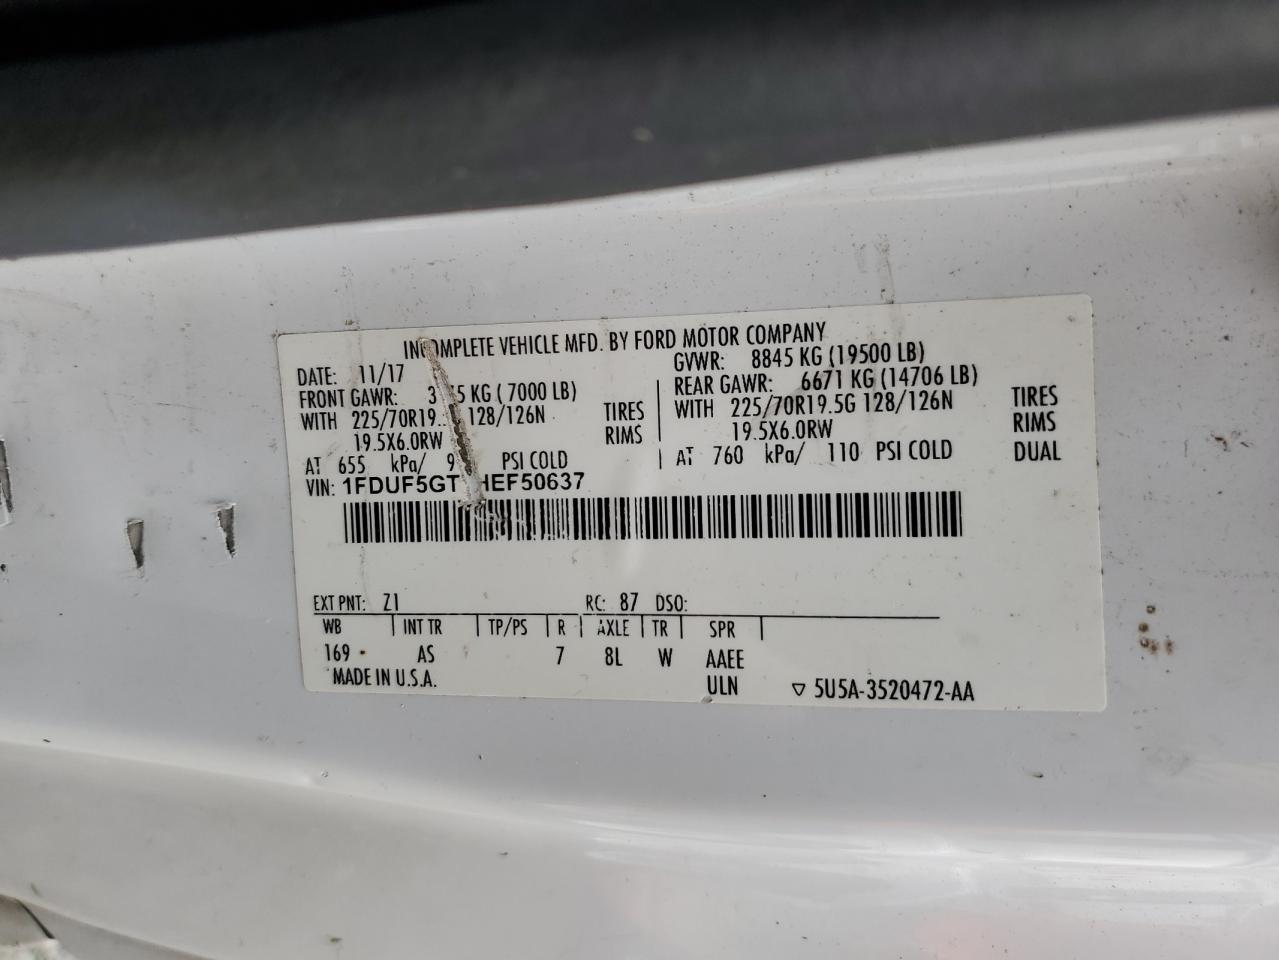 INCOMPLETE VEHICLE MFD. BY FORD MOTOR COMPANY
DATE: 11/17
GVWR: 8845 KG (19500 LB)
FRONT GAWR: KG (7000 LB)
REAR GAWR: 6671 KG (14706 LB)
WITH 128/126N TIRES
WITH 225/70R19.5G 128/126N TIRES
19.5X6.0RW RIMS
19.5X6.0RW RIMS
AT 655 kPa/ PSI COLD
AT 760 kPa/ 110 PSI COLD DUAL
VIN:
EXT PNT: Z1 RC: 87 DSO:
WB INT TR TP/PS R AXLE TR SPR
169 AS 7 8L W AAEE
MADE IN U.S.A. ULN ▽ 5U5A-3520472-AA